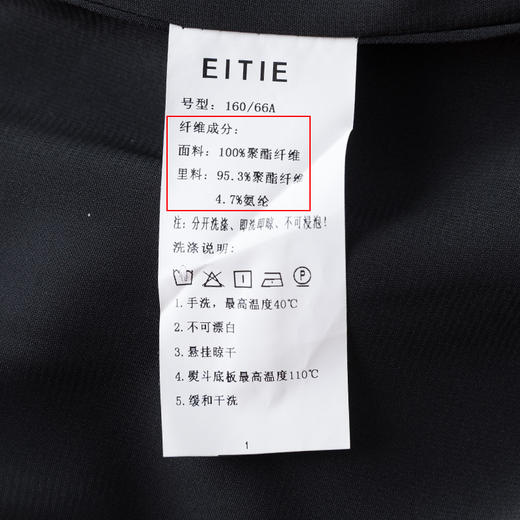 EITIE
号型：160/66A
纤维成分：
面料：100%聚酯纤维
里料：95.3%聚酯纤维
4.7%氨纶
注：分开洗涤、即洗即晾、不可浸泡！
洗涤说明：
P
1.手洗，最高温度40℃
2.不可漂白
3.悬挂晾干
4.熨斗底板最高温度110℃
5.缓和干洗
1